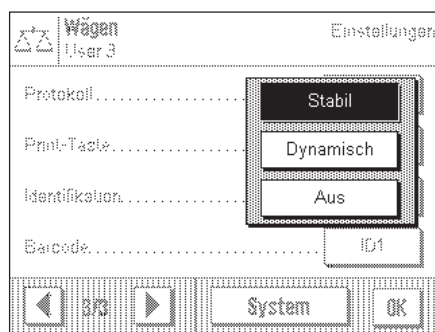 Wägen
Einstellungen
User 3
Protokoll
Stabil
Print-Taste
Dynamisch
Identifikation
Aus
Barcode
ID1
3/3
System
OK